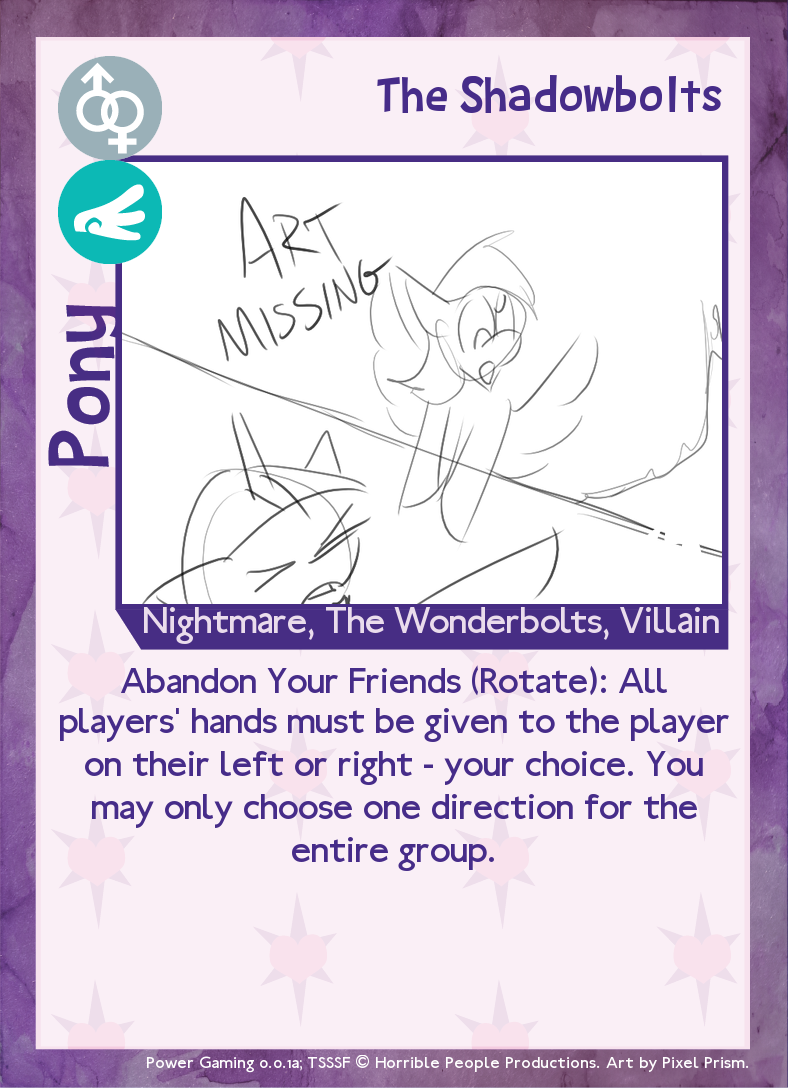 The Shadowbolts
ART
MISSING
Pony
Nightmare, The Wonderbolts, Villain
Abandon Your Friends (Rotate): All
players' hands must be given to the player
on their left or right - your choice. You
may only choose one direction for the
entire group.
Power Gaming 0.0.1a; TSSSF © Horrible People Productions. Art by Pixel Prism.